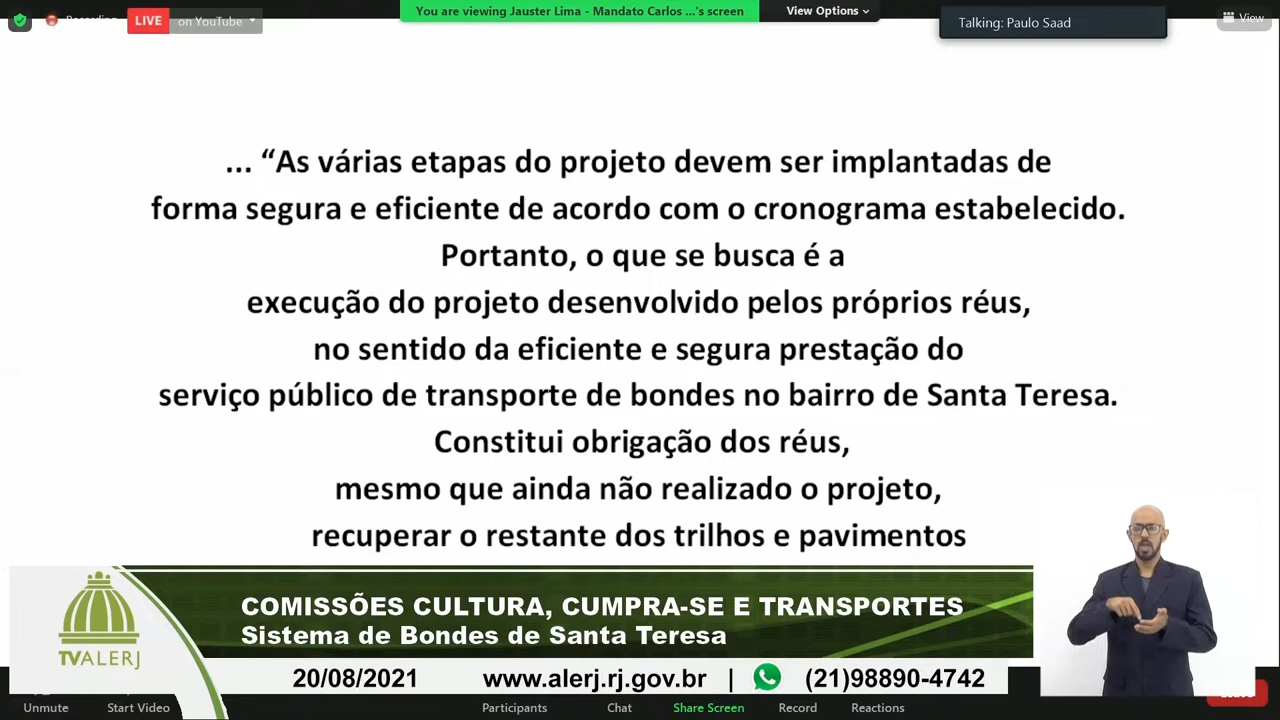 Recording
LIVE on YouTube
You are viewing Jauster Lima - Mandato Carlos ...'s screen
View Options
Talking: Paulo Saad
View
... “As várias etapas do projeto devem ser implantadas de
forma segura e eficiente de acordo com o cronograma estabelecido.
Portanto, o que se busca é a
execução do projeto desenvolvido pelos próprios réus,
no sentido da eficiente e segura prestação do
serviço público de transporte de bondes no bairro de Santa Teresa.
Constitui obrigação dos réus,
mesmo que ainda não realizado o projeto,
recuperar o restante dos trilhos e pavimentos
TVALERJ
COMISSÕES CULTURA, CUMPRA-SE E TRANSPORTES
Sistema de Bondes de Santa Teresa
20/08/2021 www.alerj.rj.gov.br | (21)98890-4742
Unmute Start Video Participants Chat Share Screen Record Reactions